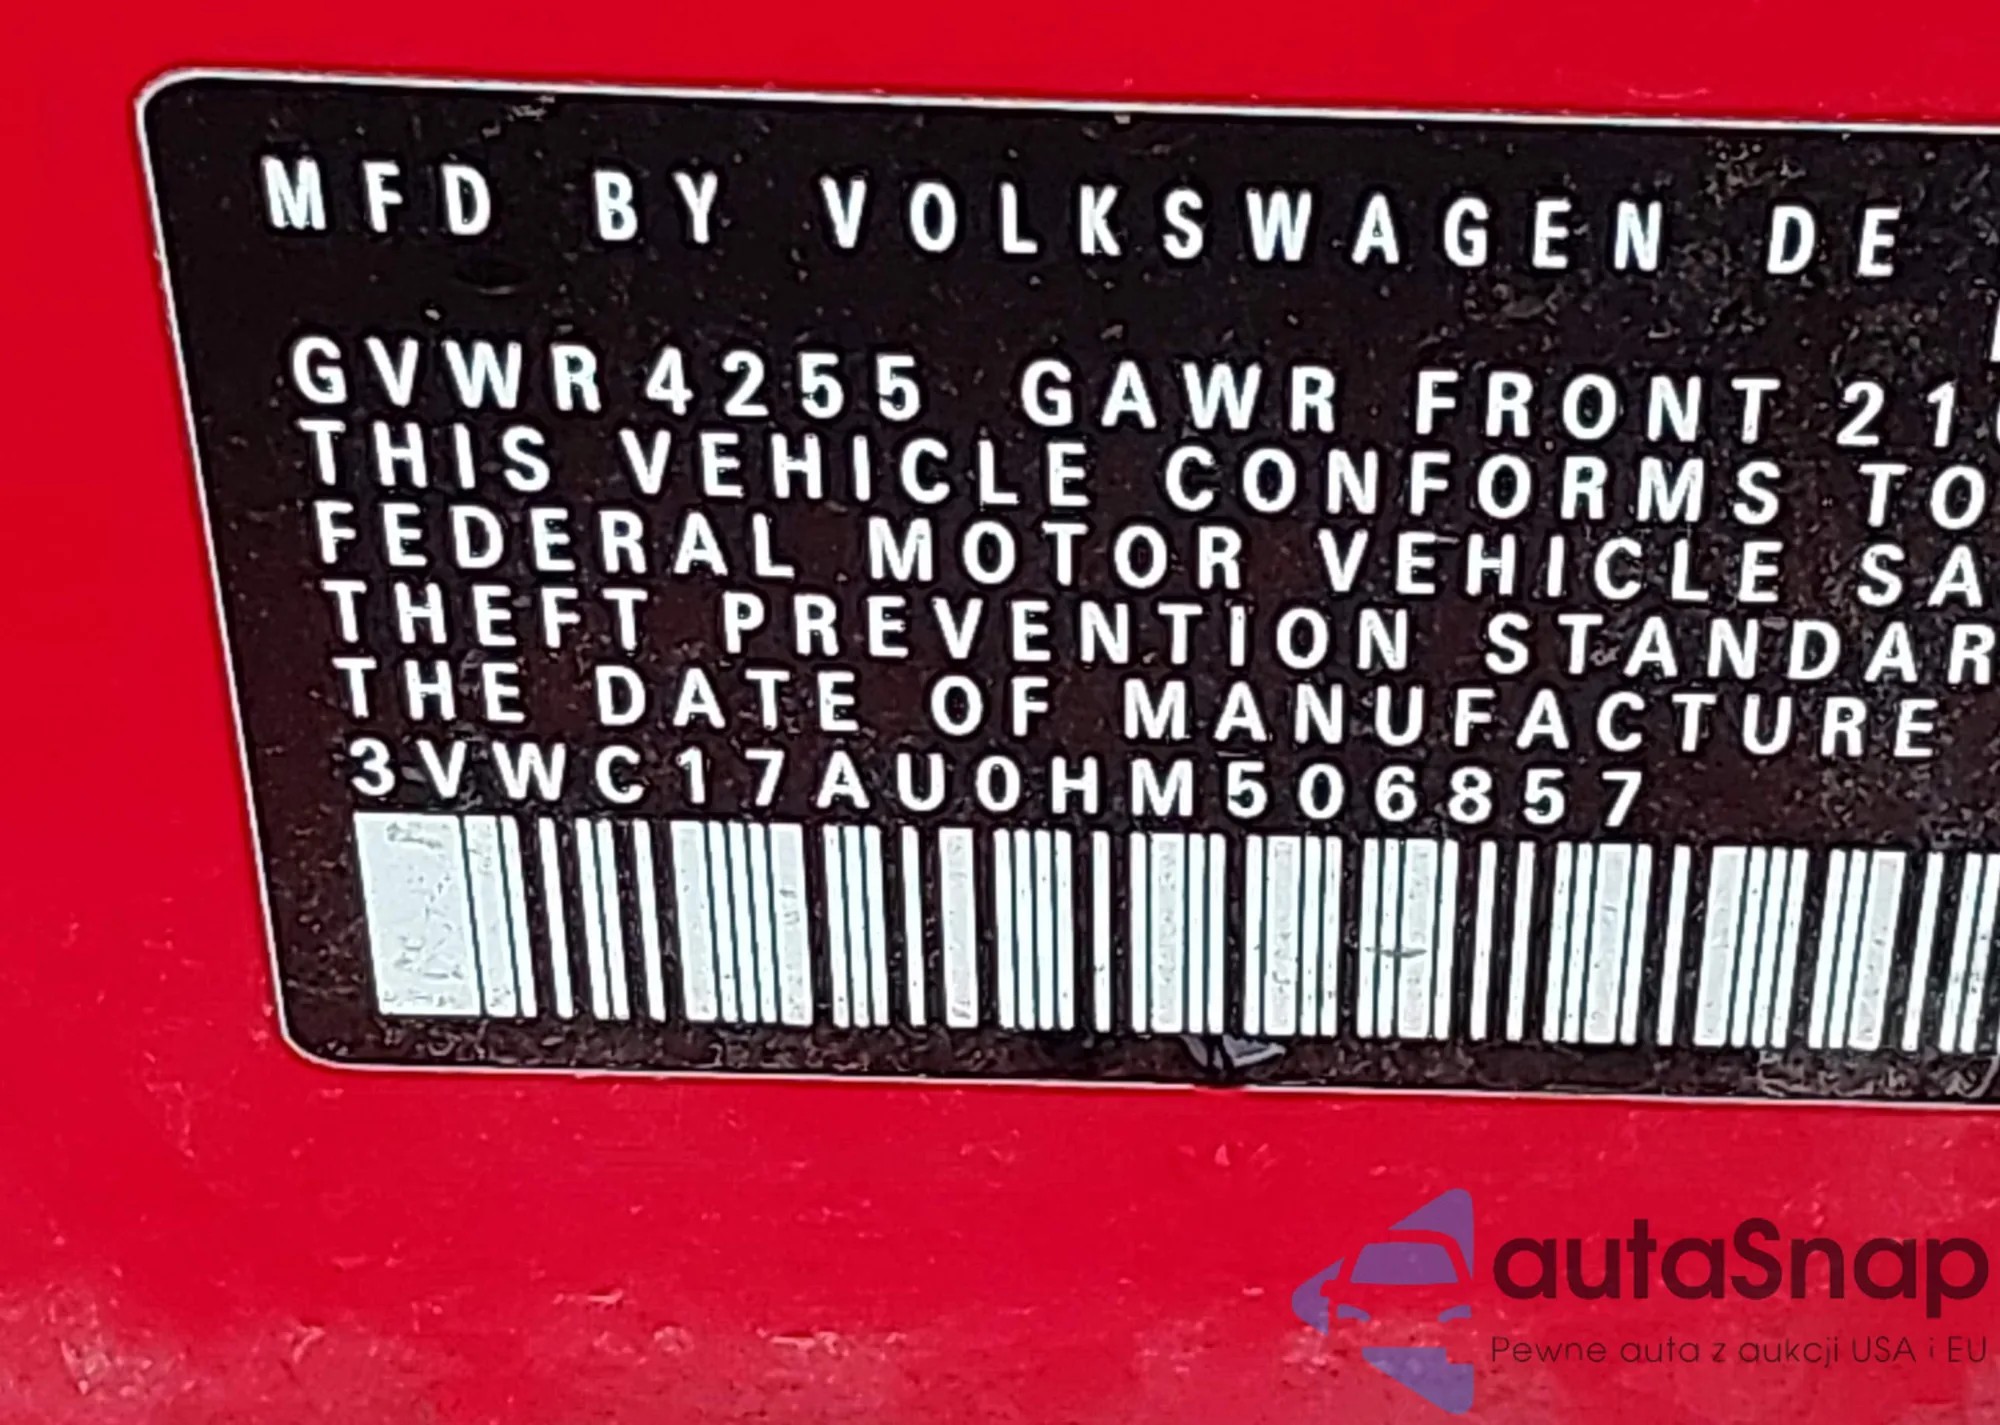 MFD BY VOLKSWAGEN DE
GVWR 4255 GAWR FRONT 21
THIS VEHICLE CONFORMS TO
FEDERAL MOTOR VEHICLE SA
THEFT PREVENTION STANDAR
THE DATE OF MANUFACTURE
3VWC17AU0HM506857
autaSnap
Pewne auta z aukcji USA i EU